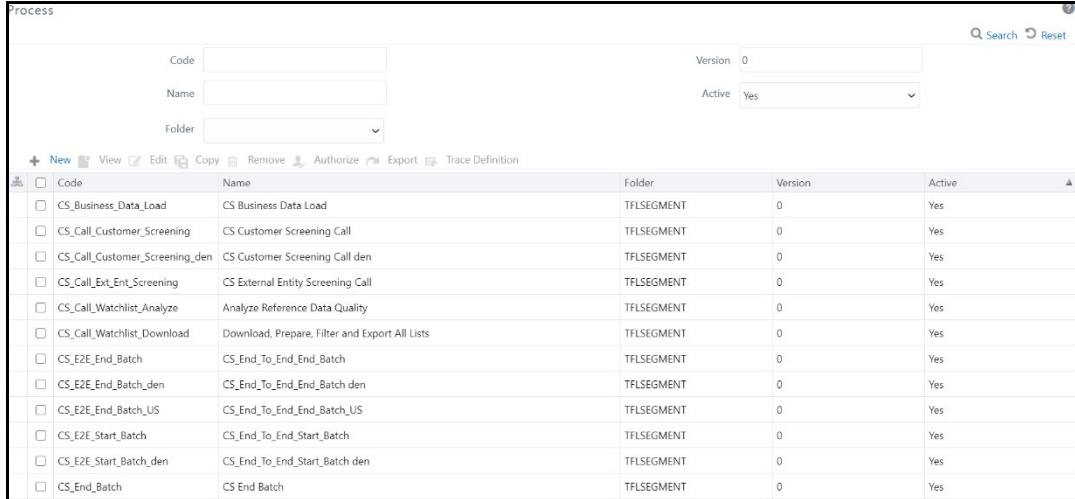 Process
Search Reset
Code Version 0
Name Active Yes
Folder
New View Edit Copy Remove Authorize Export Trace Definition
Code Name Folder Version Active
CS_Business_Data_Load CS Business Data Load TFLSEGMENT 0 Yes
CS_Call_Customer_Screening CS Customer Screening Call TFLSEGMENT 0 Yes
CS_Call_Customer_Screening_den CS Customer Screening Call den TFLSEGMENT 0 Yes
CS_Call_Ext_Ent_Screening CS External Entity Screening Call TFLSEGMENT 0 Yes
CS_Call_Watchlist_Analyze Analyze Reference Data Quality TFLSEGMENT 0 Yes
CS_Call_Watchlist_Download Download, Prepare, Filter and Export All Lists TFLSEGMENT 0 Yes
CS_E2E_End_Batch CS_End_To_End_End_Batch TFLSEGMENT 0 Yes
CS_E2E_End_Batch_den CS_End_To_End_End_Batch den TFLSEGMENT 0 Yes
CS_E2E_End_Batch_US CS_End_To_End_End_Batch_US TFLSEGMENT 0 Yes
CS_E2E_Start_Batch CS_End_To_End_Start_Batch TFLSEGMENT 0 Yes
CS_E2E_Start_Batch_den CS_End_To_End_Start_Batch den TFLSEGMENT 0 Yes
CS_End_Batch CS End Batch TFLSEGMENT 0 Yes